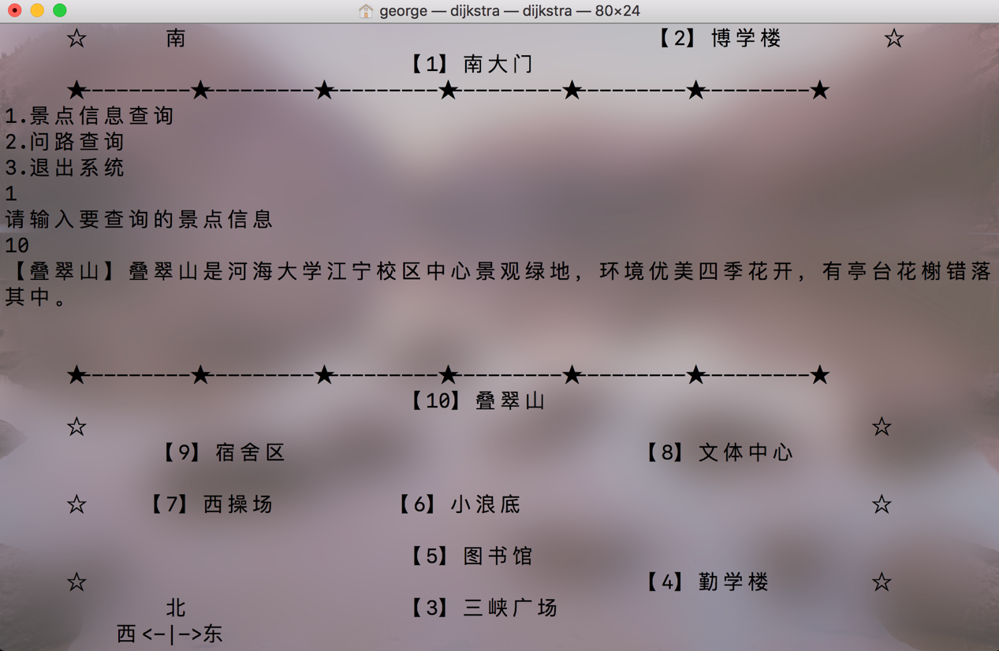 george — dijkstra — dijkstra — 80×24
☆ 南 【2】博学楼 ☆
【1】南大门
★---------★---------★---------★---------★---------★---------★
1.景点信息查询
2.问路查询
3.退出系统
1
请输入要查询的景点信息
10
【叠翠山】叠翠山是河海大学江宁校区中心景观绿地，环境优美四季花开，有亭台花榭错落
其中。
★---------★---------★---------★---------★---------★---------★
【10】叠翠山
☆ ☆
【9】宿舍区 【8】文体中心
☆ 【7】西操场 【6】小浪底 ☆
【5】图书馆
☆ 【4】勤学楼 ☆
北 【3】三峡广场
西<-|->东